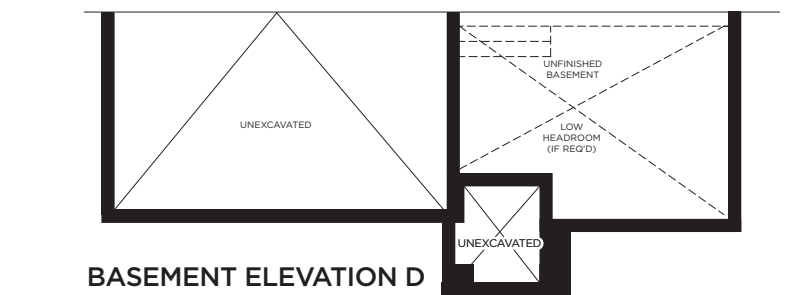 UNFINISHED
BASEMENT
UNEXCAVATED
LOW
HEADROOM
(IF REQ'D)
UNEXCAVATED
BASEMENT ELEVATION D